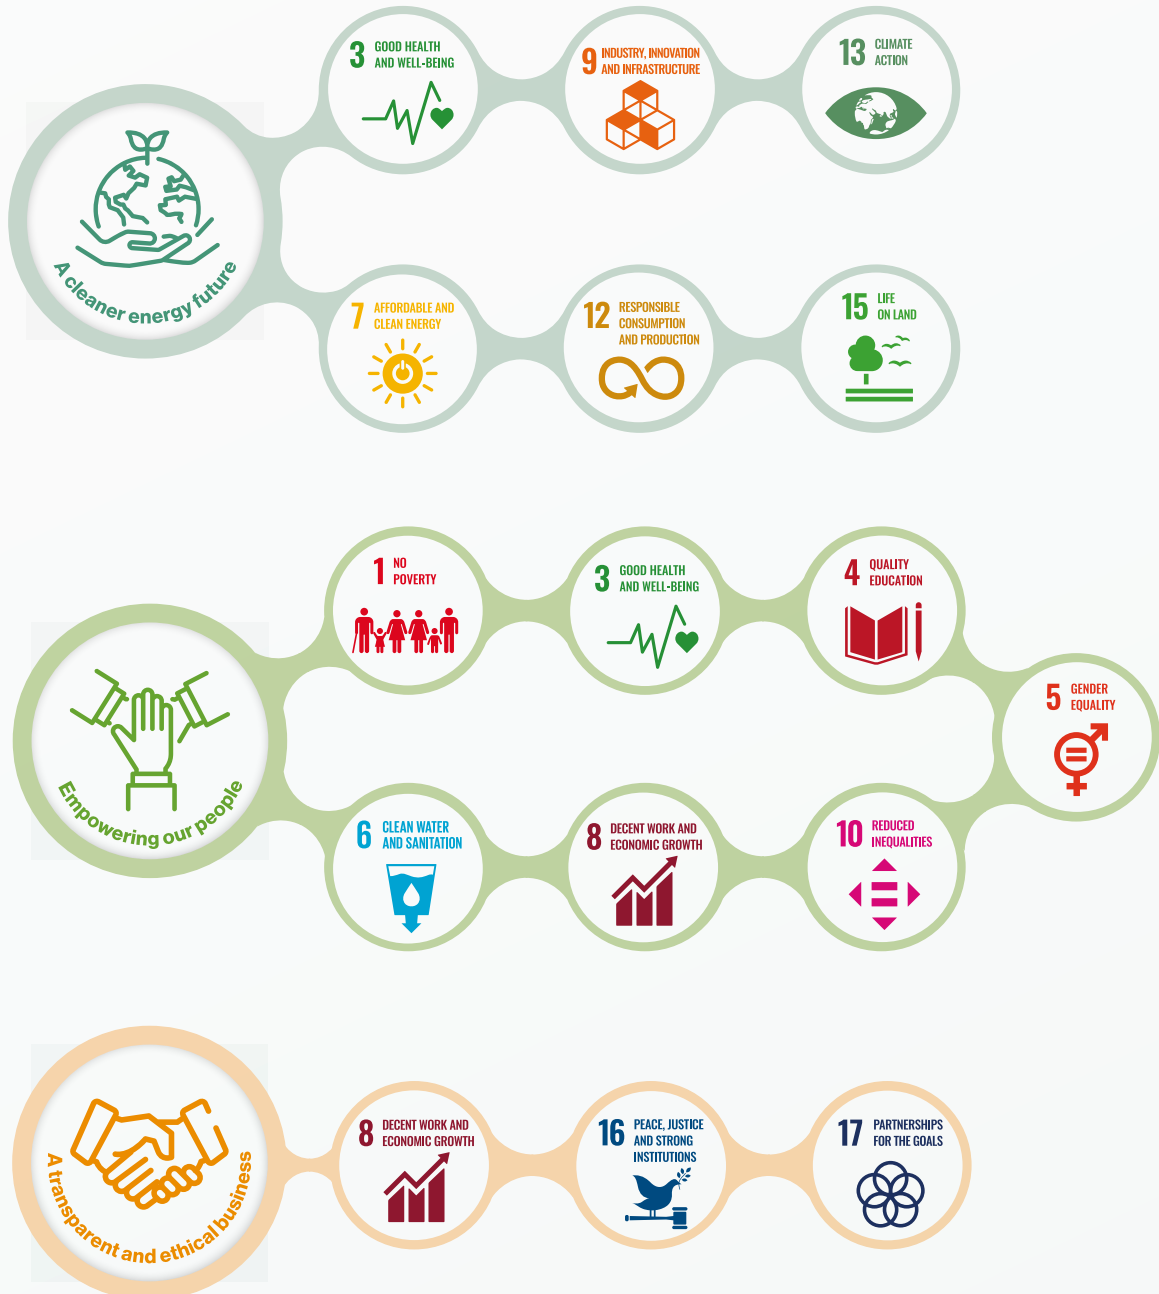 3 GOOD HEALTH
AND WELL-BEING
9 INDUSTRY, INNOVATION
AND INFRASTRUCTURE
13 CLIMATE
ACTION
A cleaner energy future
7 AFFORDABLE AND
CLEAN ENERGY
12 RESPONSIBLE
CONSUMPTION
AND PRODUCTION
15 LIFE
ON LAND
1 NO
POVERTY
3 GOOD HEALTH
AND WELL-BEING
4 QUALITY
EDUCATION
5 GENDER
EQUALITY
Empowering our people
6 CLEAN WATER
AND SANITATION
8 DECENT WORK AND
ECONOMIC GROWTH
10 REDUCED
INEQUALITIES
A transparent and ethical business
8 DECENT WORK AND
ECONOMIC GROWTH
16 PEACE, JUSTICE
AND STRONG
INSTITUTIONS
17 PARTNERSHIPS
FOR THE GOALS